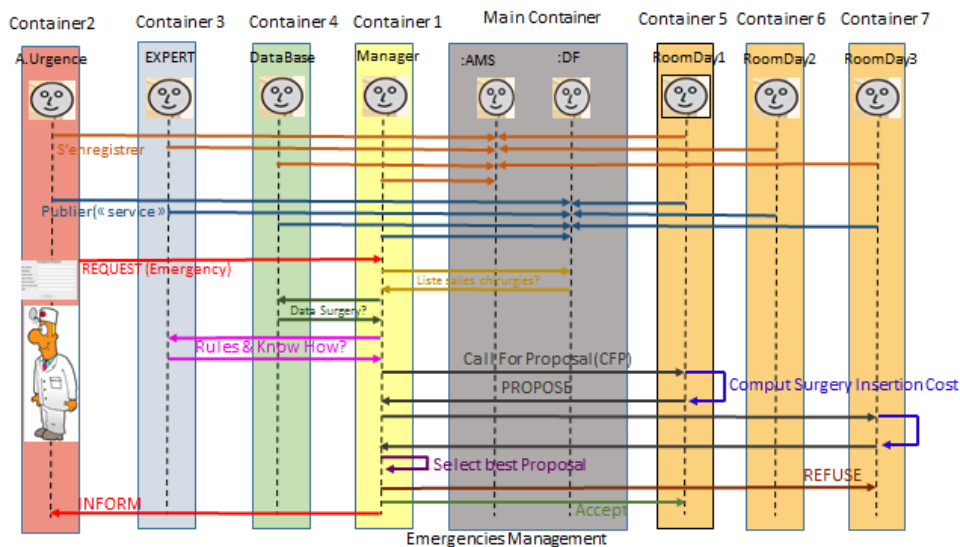 Container2
Container 3
Container 4
Container 1
Main Container
Container 5
Container 6
Container 7
A.Urgence
EXPERT
DataBase
Manager
:AMS
:DF
RoomDay1
RoomDay2
RoomDay3
S'enregistrer
Publier(« service »
REQUEST (Emergency)
Liste salles chirurgies?
Data Surgery?
Rules & Know How?
Call For Proposal(CFP)
PROPOSE
Comput Surgery Insertion Cost
Select best Proposal
REFUSE
INFORM
Accept
Emergencies Management